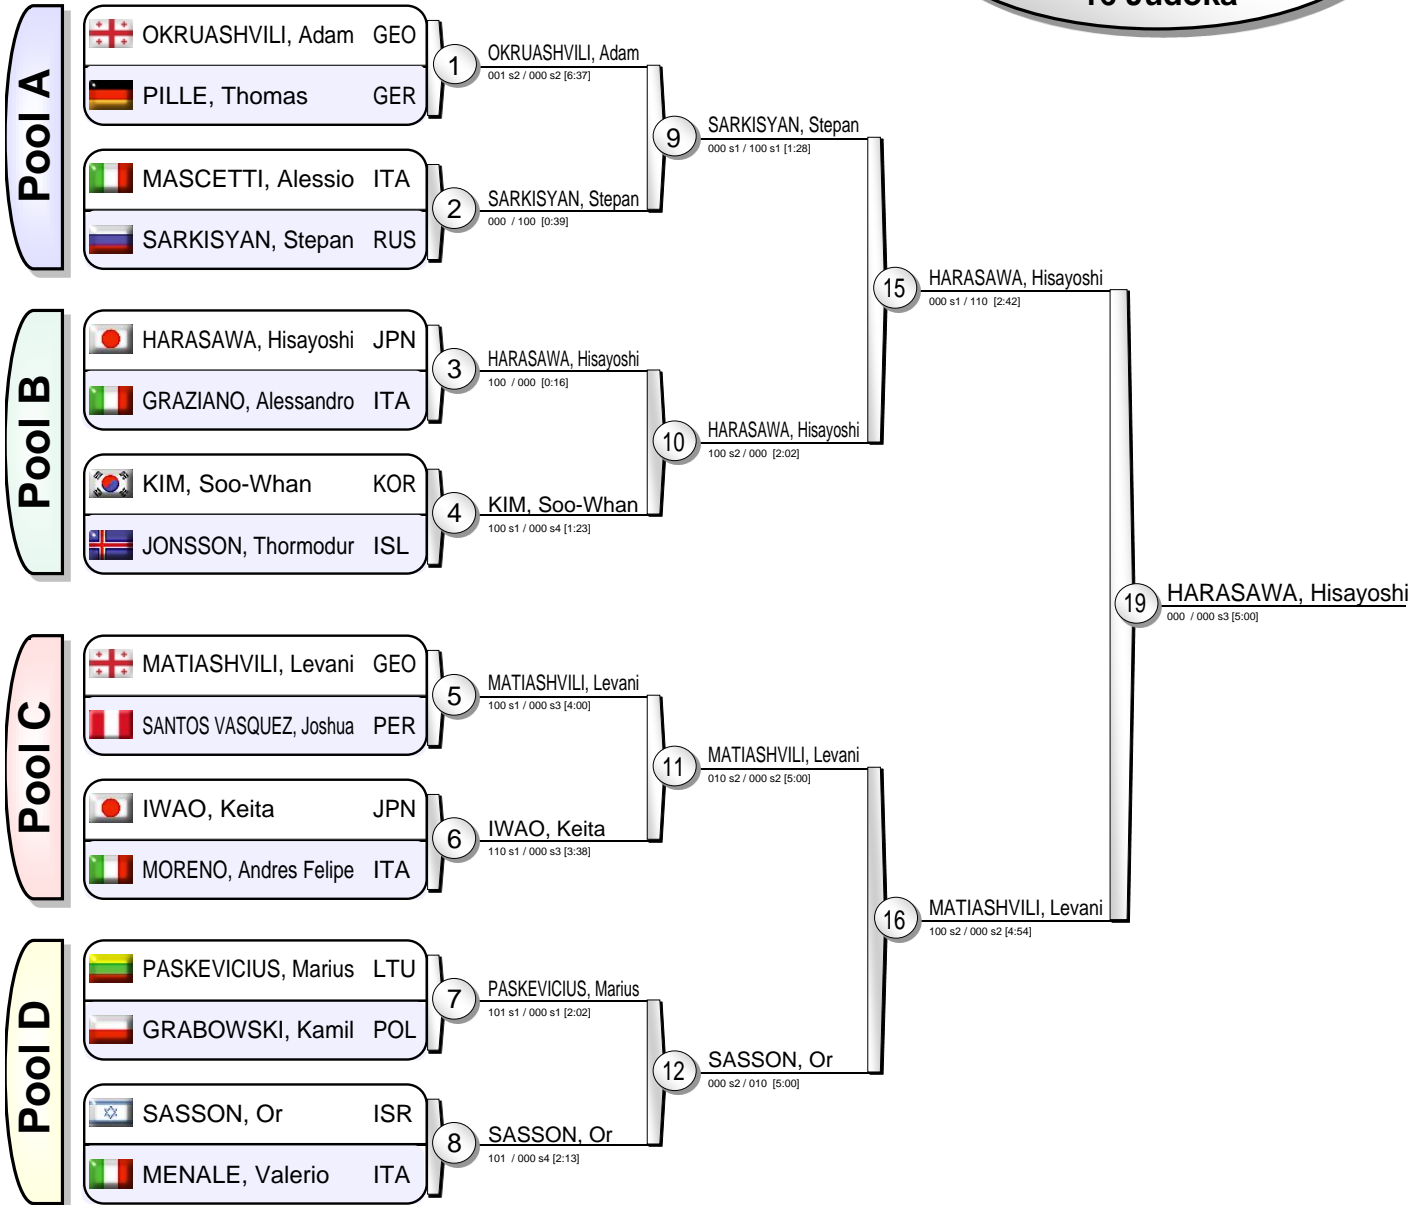 16 Judoka
Pool A
OKRUASHVILI, Adam GEO
PILLE, Thomas GER
MASCETTI, Alessio ITA
SARKISYAN, Stepan RUS
1
OKRUASHVILI, Adam
001 s2 / 000 s2 [6:37]
2
SARKISYAN, Stepan
000 / 100 [0:39]
9
SARKISYAN, Stepan
000 s1 / 100 s1 [1:28]
Pool B
HARASAWA, Hisayoshi JPN
GRAZIANO, Alessandro ITA
KIM, Soo-Whan KOR
JONSSON, Thormodur ISL
3
HARASAWA, Hisayoshi
100 / 000 [0:16]
4
KIM, Soo-Whan
100 s1 / 000 s4 [1:23]
10
HARASAWA, Hisayoshi
100 s2 / 000 [2:02]
15
HARASAWA, Hisayoshi
000 s1 / 110 [2:42]
Pool C
MATIASHVILI, Levani GEO
SANTOS VASQUEZ, Joshua PER
IWAO, Keita JPN
MORENO, Andres Felipe ITA
5
MATIASHVILI, Levani
100 s1 / 000 s3 [4:00]
6
IWAO, Keita
110 s1 / 000 s3 [3:38]
11
MATIASHVILI, Levani
010 s2 / 000 s2 [5:00]
Pool D
PASKEVICIUS, Marius LTU
GRABOWSKI, Kamil POL
SASSON, Or ISR
MENALE, Valerio ITA
7
PASKEVICIUS, Marius
101 s1 / 000 s1 [2:02]
8
SASSON, Or
101 / 000 s4 [2:13]
12
SASSON, Or
000 s2 / 010 [5:00]
16
MATIASHVILI, Levani
100 s2 / 000 s2 [4:54]
19
HARASAWA, Hisayoshi
000 / 000 s3 [5:00]